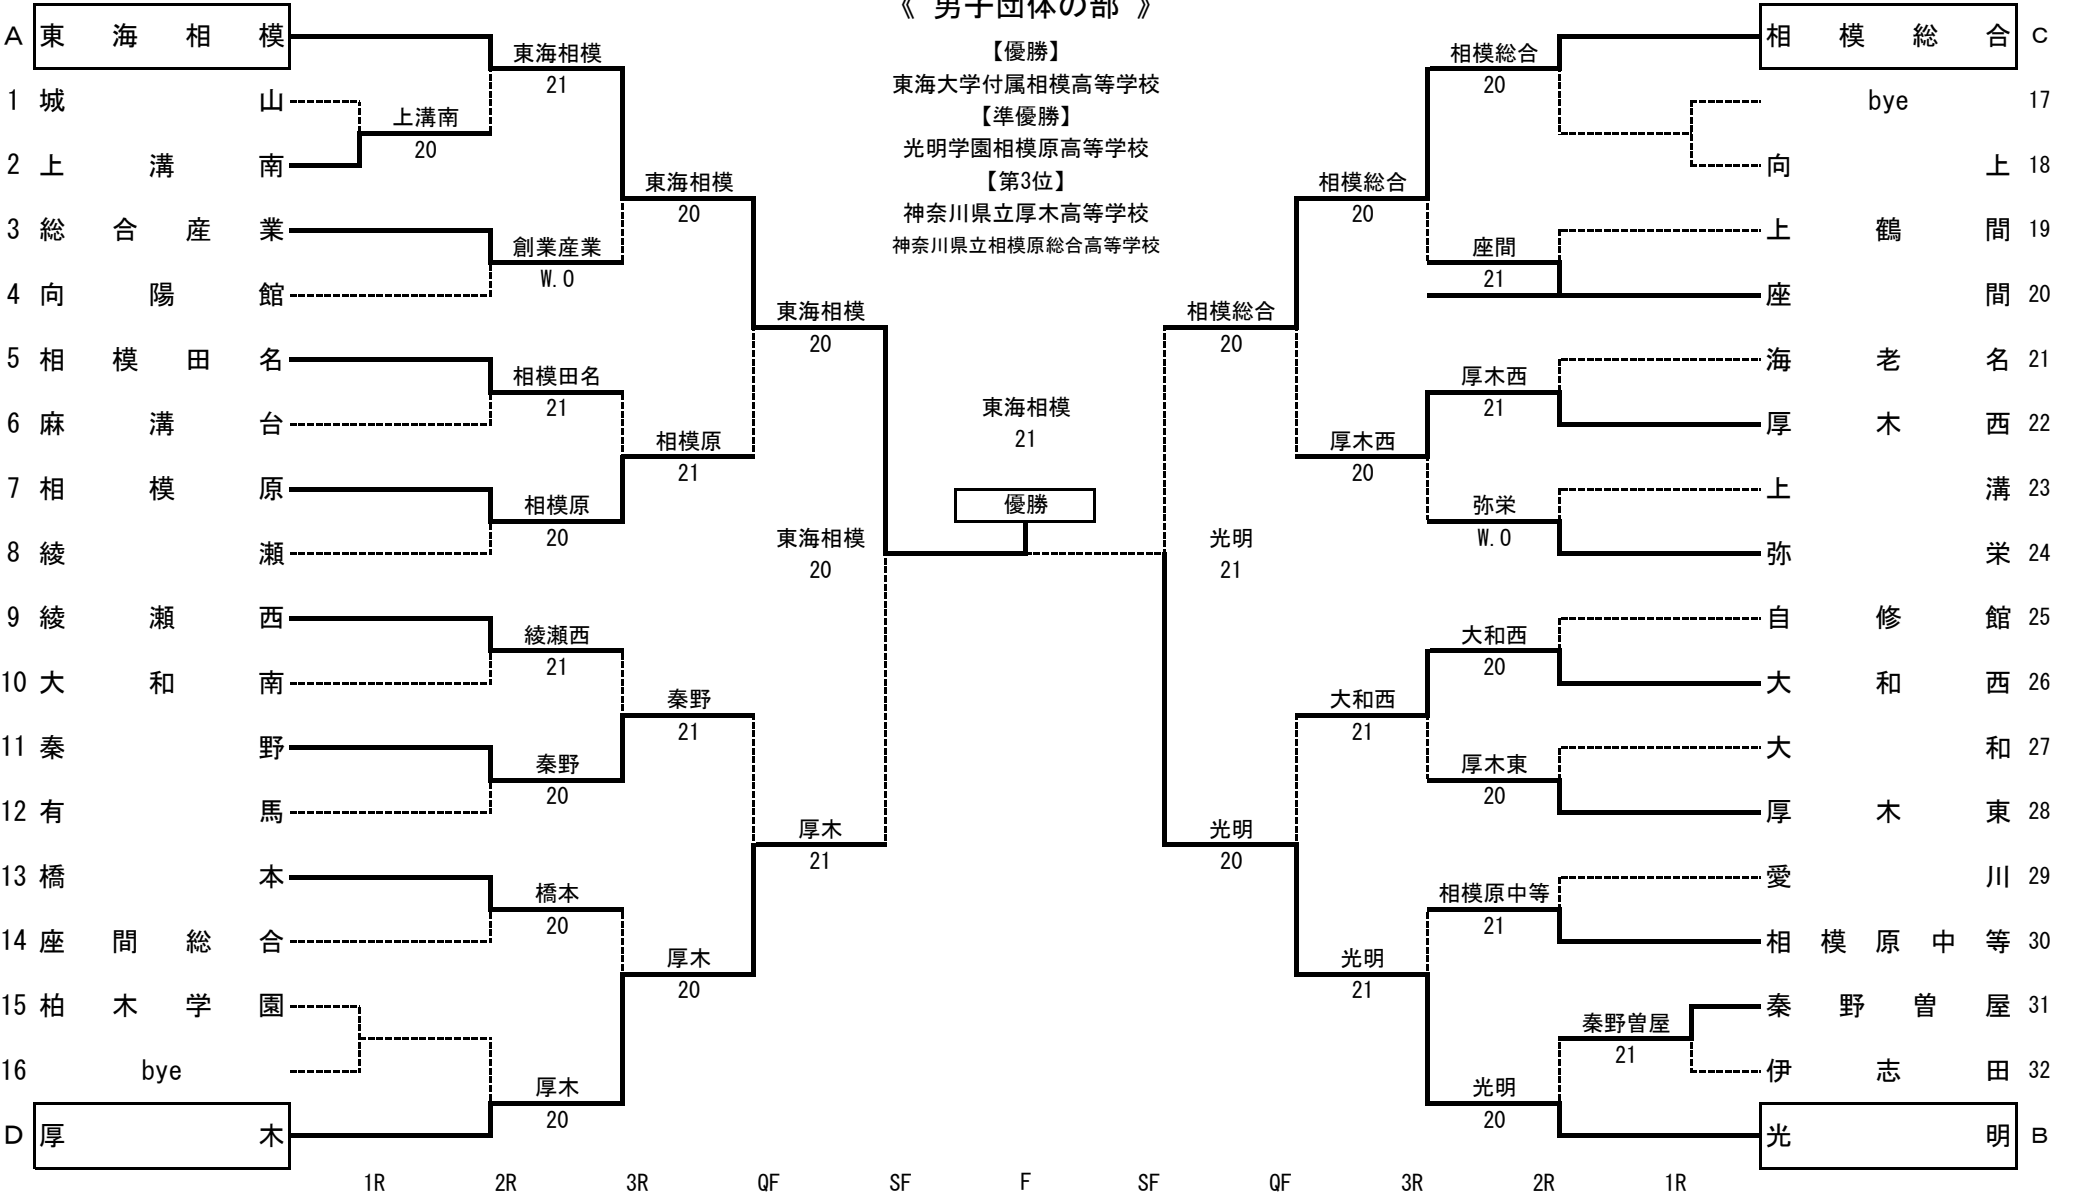 《 男子団体の部 》
【優勝】
東海大学付属相模高等学校
【準優勝】
光明学園相模原高等学校
【第3位】
神奈川県立厚木高等学校
神奈川県立相模原総合高等学校
A 東海相模
1 城山
2 上溝南
3 総合産業
4 向陽館
5 相模田名
6 麻溝台
7 相模原
8 綾瀬
9 綾瀬西
10 大和南
11 秦野
12 有馬
13 橋本
14 座間総合
15 柏木学園
16 bye
D 厚木
上溝南
20
東海相模
21
創業産業
W.O
相模田名
21
相模原
20
綾瀬西
21
秦野
20
橋本
20
厚木
20
東海相模
20
相模原
21
秦野
21
厚木
20
東海相模
20
厚木
21
東海相模
20
東海相模
21
優勝
光明
21
相模総合
20
光明
20
相模総合
20
厚木西
20
大和西
21
光明
21
相模総合
20
座間
21
厚木西
21
弥栄
W.O
大和西
20
厚木東
20
相模原中等
21
光明
20
秦野曽屋
21
相模総合 C
bye 17
向上 18
上鶴間 19
座間 20
海老名 21
厚木西 22
上溝 23
弥栄 24
自修館 25
大和西 26
大和 27
厚木東 28
愛川 29
相模原中等 30
秦野曽屋 31
伊志田 32
光明 B
1R 2R 3R QF SF F SF QF 3R 2R 1R